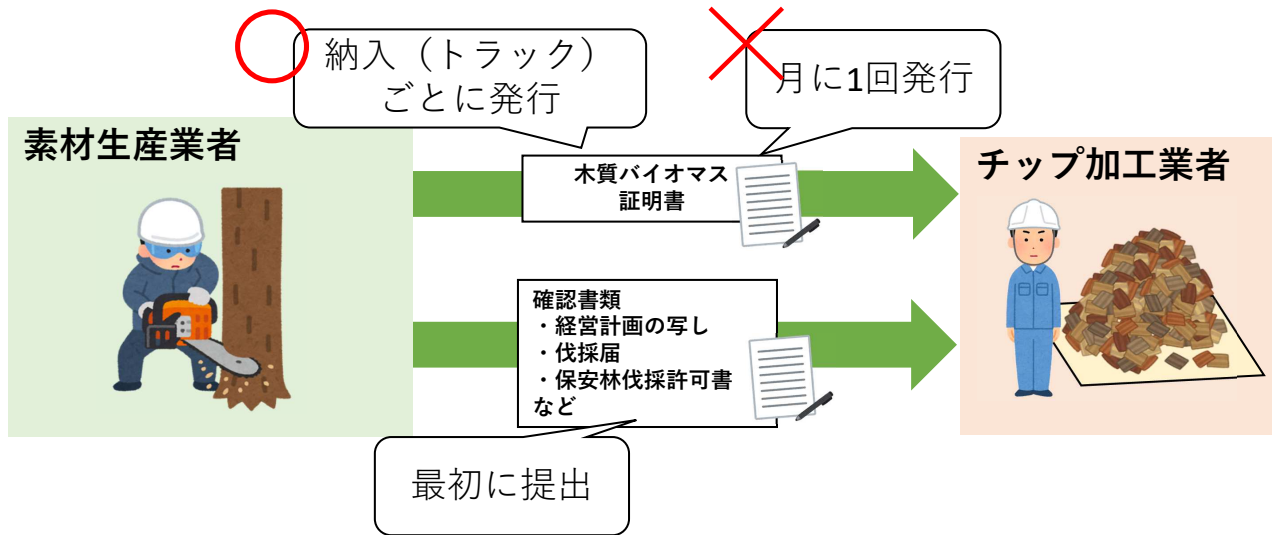 納入（トラック）
ごとに発行
月に1回発行
素材生産業者
木質バイオマス
証明書
チップ加工業者
確認書類
・経営計画の写し
・伐採届
・保安林伐採許可書
など
最初に提出